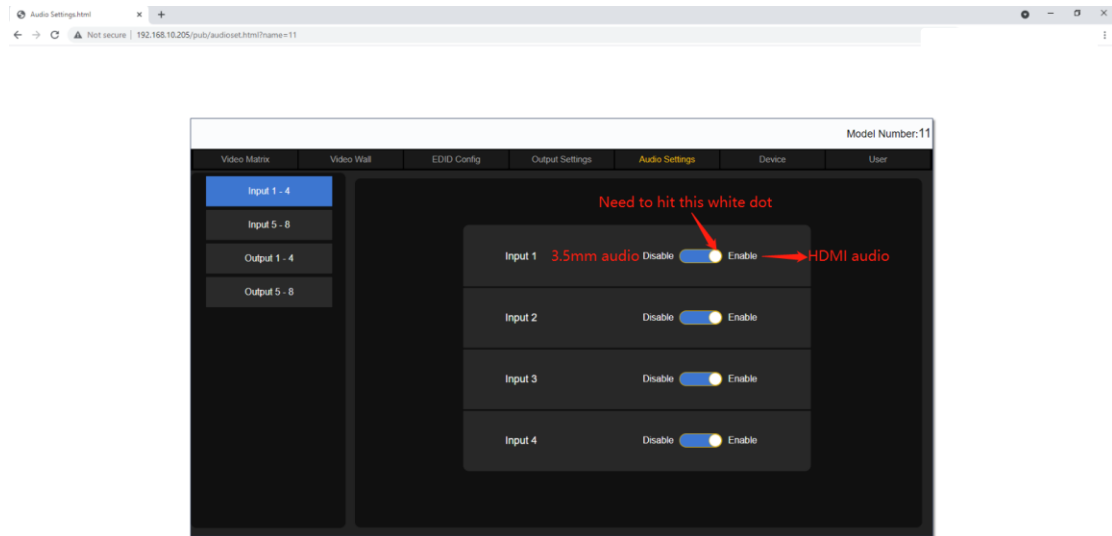 Audio Settings.html
Not secure | 192.168.10.205/pub/audioset.html?name=11
Model Number:11
Video Matrix Video Wall EDID Config Output Settings Audio Settings Device User
Input 1 - 4
Input 5 - 8
Output 1 - 4
Output 5 - 8
Need to hit this white dot
Input 1 3.5mm audio Disable Enable HDMI audio
Input 2 Disable Enable
Input 3 Disable Enable
Input 4 Disable Enable